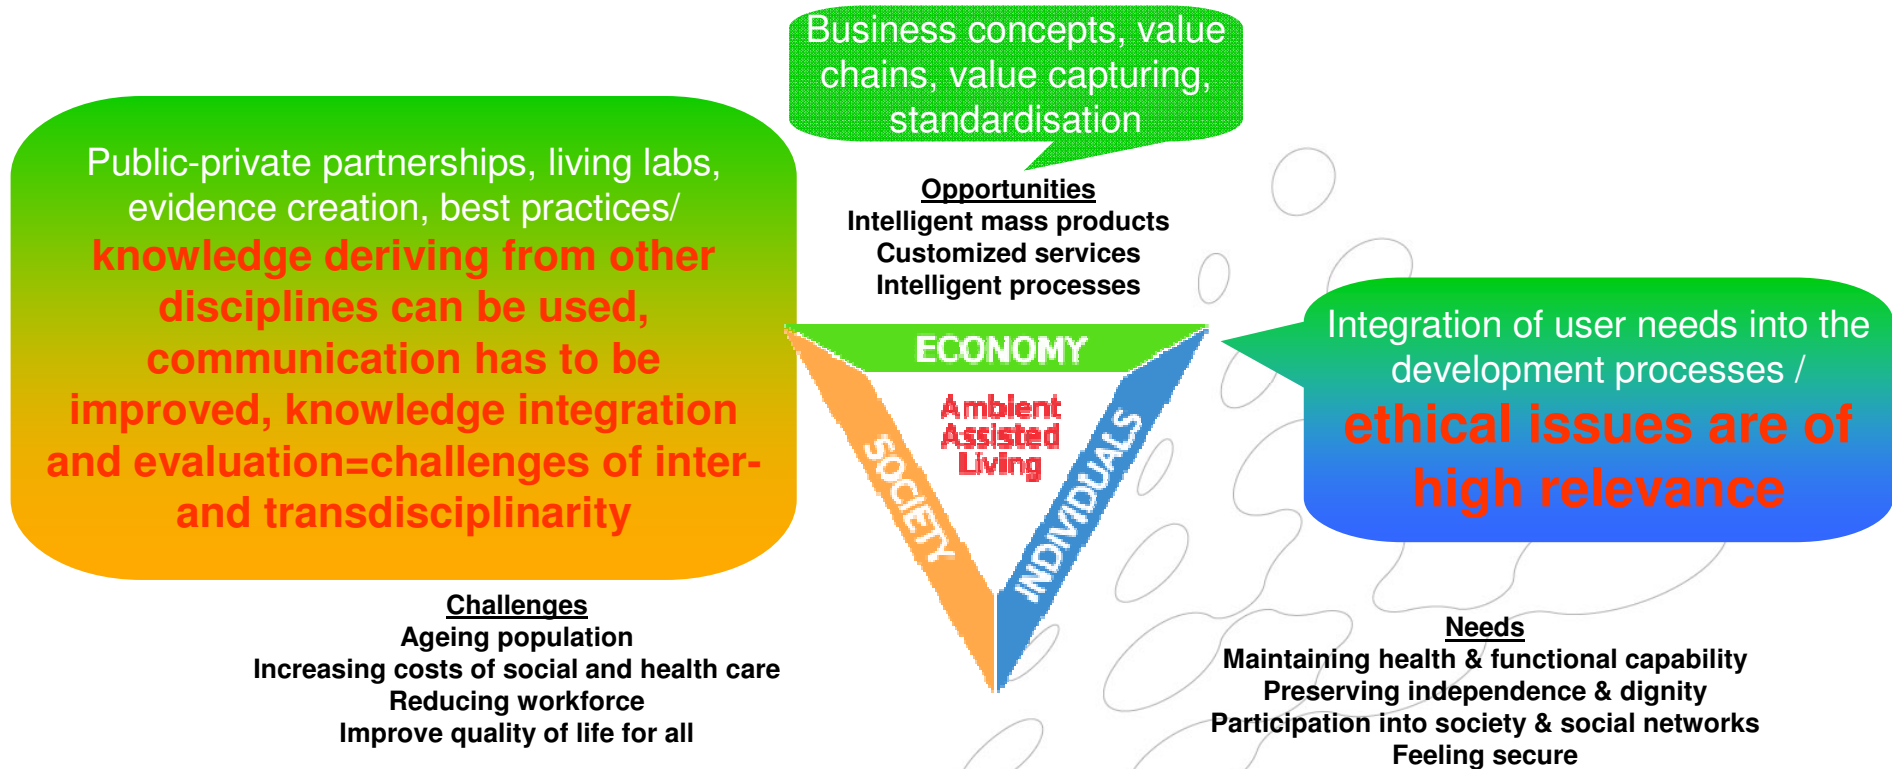 Business concepts, value
chains, value capturing,
standardisation
Public-private partnerships, living labs,
evidence creation, best practices/
knowledge deriving from other
disciplines can be used,
communication has to be
improved, knowledge integration
and evaluation=challenges of inter-
and transdisciplinarity
Opportunities
Intelligent mass products
Customized services
Intelligent processes
Integration of user needs into the
development processes /
ethical issues are of
high relevance
ECONOMY
SOCIETY
INDIVIDUALS
Ambient
Assisted
Living
Challenges
Ageing population
Increasing costs of social and health care
Reducing workforce
Improve quality of life for all
Needs
Maintaining health & functional capability
Preserving independence & dignity
Participation into society & social networks
Feeling secure